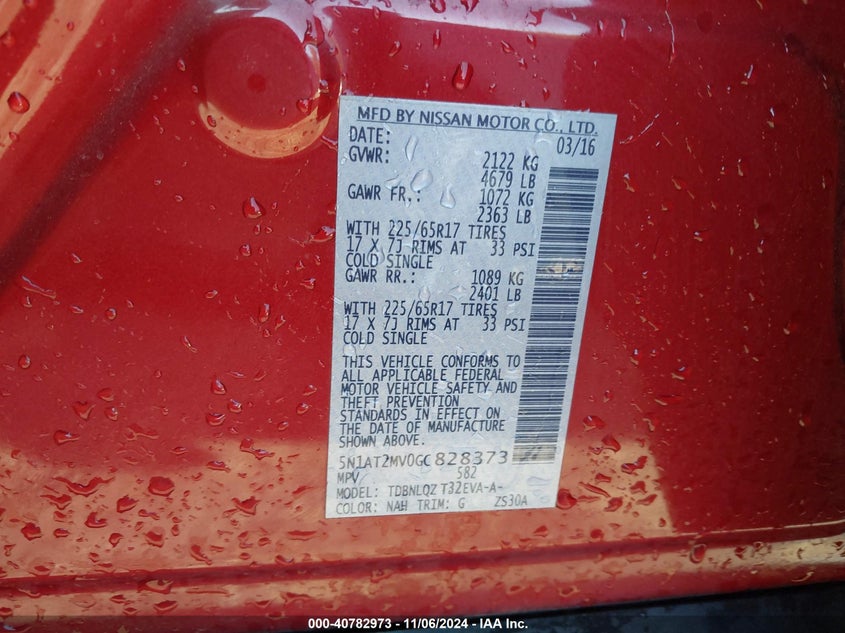 MFD BY NISSAN MOTOR CO., LTD.
DATE: 03/16
GVWR: 2122 KG
4679 LB
GAWR FR.: 1072 KG
2363 LB
WITH 225/65R17 TIRES
17 X 7J RIMS AT 33 PSI
COLD SINGLE
GAWR RR.: 1089 KG
2401 LB
WITH 225/65R17 TIRES
17 X 7J RIMS AT 33 PSI
COLD SINGLE
THIS VEHICLE CONFORMS TO
ALL APPLICABLE FEDERAL
MOTOR VEHICLE SAFETY AND
THEFT PREVENTION
STANDARDS IN EFFECT ON
THE DATE OF MANUFACTURE
SHOWN ABOVE.
5N1AT2MV0GC828373
MPV 582
MODEL: TDBNLQZ T32EVA-A-
COLOR: NAH TRIM: G ZS30A
000-40782973 - 11/06/2024 - IAA Inc.